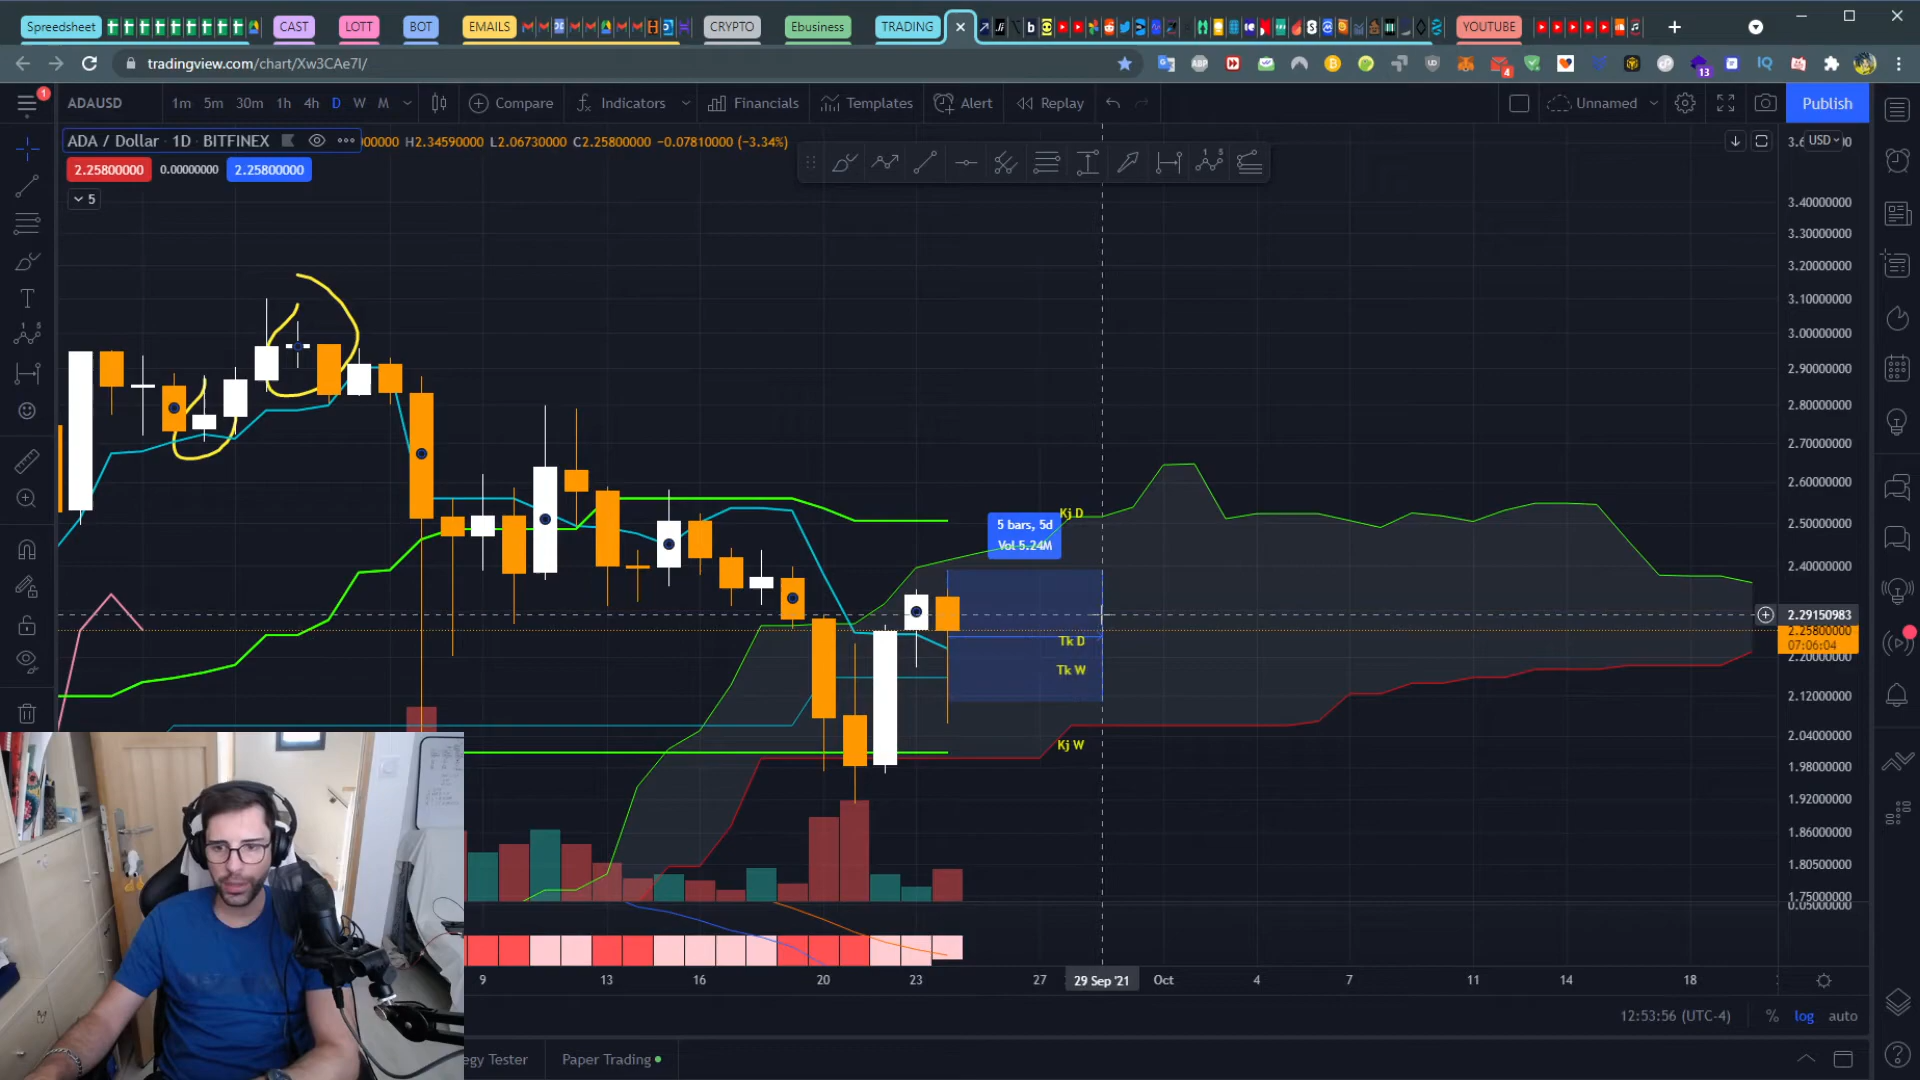 Spreedsheet CAST LOTT BOT EMAILS CRYPTO Ebusiness TRADING YOUTUBE
tradingview.com/chart/Xw3CAe7l/
4 13
1 ADAUSD 1m 5m 30m 1h 4h D W M Compare Indicators Financials Templates Alert Replay Unnamed Publish
ADA / Dollar · 1D · BITFINEX 00000 H2.34590000 L2.06730000 C2.25800000 −0.07810000 (−3.34%)
USD
2.25800000 0.00000000 2.25800000
5
3.40000000
3.30000000
3.20000000
3.10000000
3.00000000
2.90000000
2.80000000
2.70000000
2.60000000
2.50000000
2.40000000
2.29150983
2.25800000
07:06:04
2.20000000
2.12000000
2.04000000
1.98000000
1.92000000
1.86000000
1.80500000
1.75000000
0.05000000
Kj D
5 bars, 5d
Vol 5.24M
Tk D
Tk W
Kj W
9 13 16 20 23 27 29 Sep '21 Oct 4 7 11 14 18
12:53:56 (UTC-4) % log auto
egy Tester Paper Trading